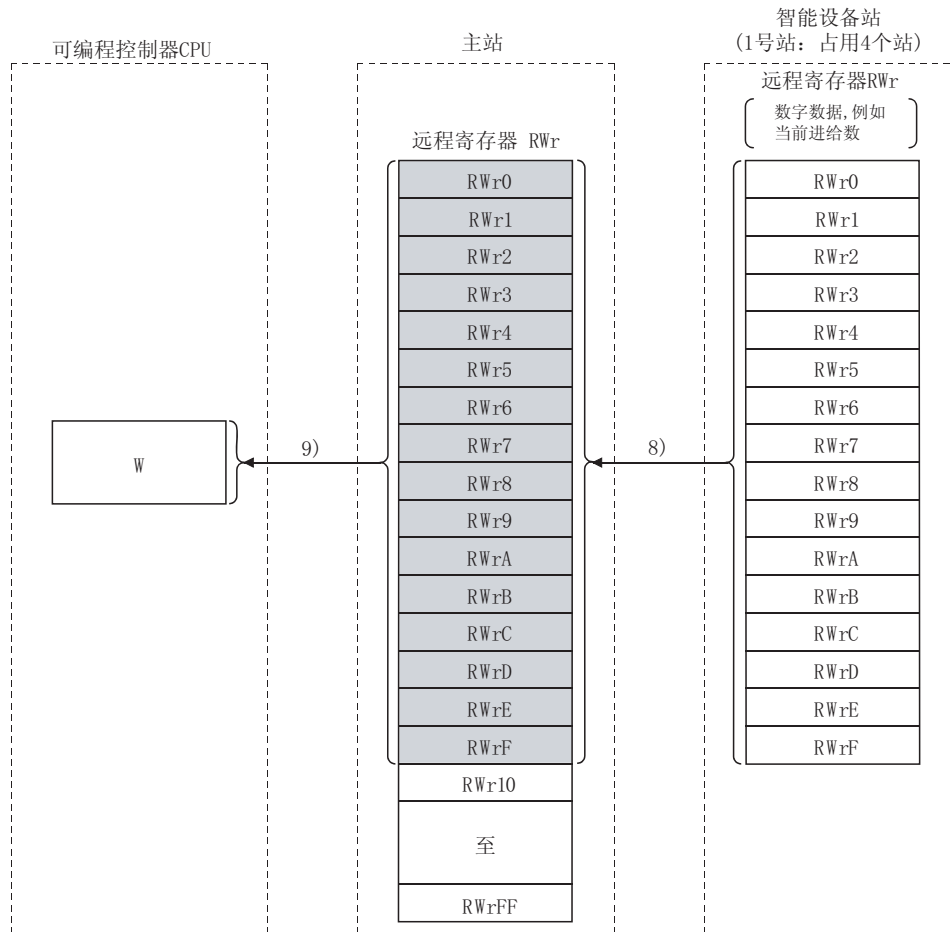 可编程控制器CPU
主站
智能设备站
(1号站：占用4个站)
远程寄存器RWr
数字数据,例如
当前进给数
远程寄存器 RWr
RWr0
RWr1
RWr2
RWr3
RWr4
RWr5
RWr6
RWr7
RWr8
RWr9
RWrA
RWrB
RWrC
RWrD
RWrE
RWrF
RWr10
至
RWrFF
W
9)
8)
RWr0
RWr1
RWr2
RWr3
RWr4
RWr5
RWr6
RWr7
RWr8
RWr9
RWrA
RWrB
RWrC
RWrD
RWrE
RWrF